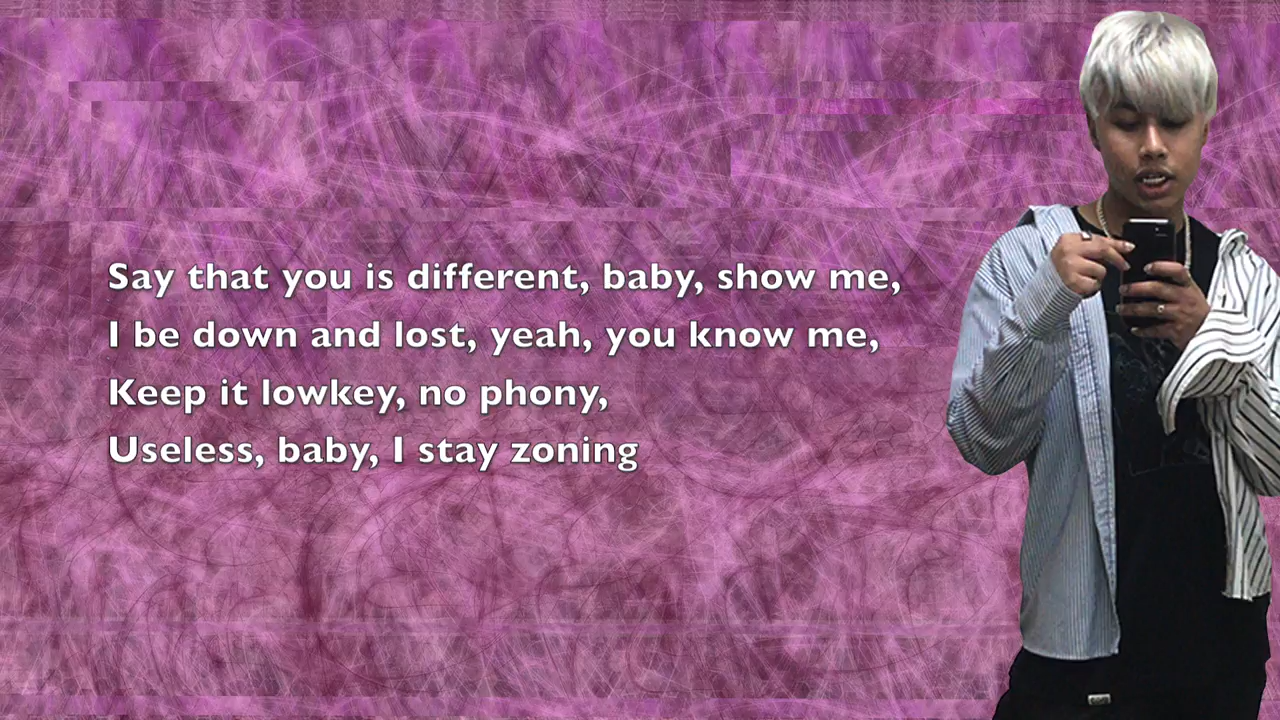 Say that you is different, baby, show me,
I be down and lost, yeah, you know me,
Keep it lowkey, no phony,
Useless, baby, I stay zoning